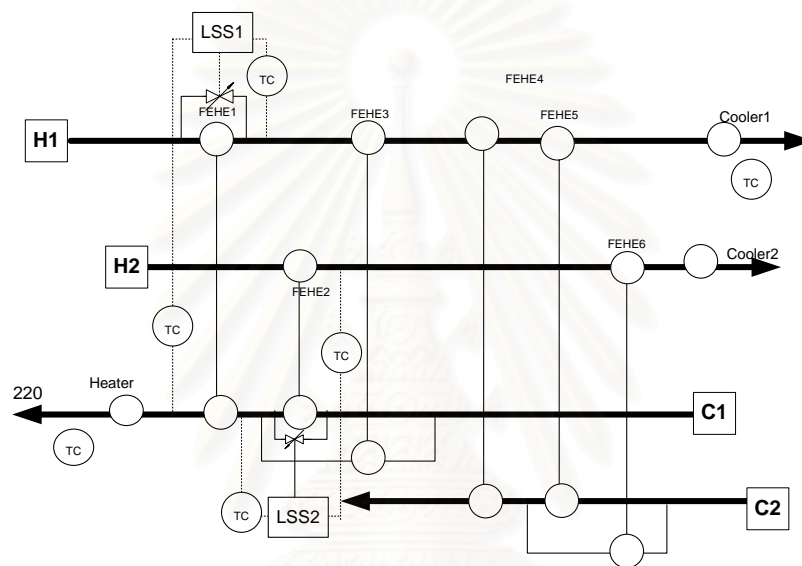 LSS1
TC
FEHE4
FEHE1
FEHE3
FEHE5
Cooler1
H1
TC
FEHE6
Cooler2
H2
FEHE2
TC
TC
220
Heater
C1
TC
TC
LSS2
C2